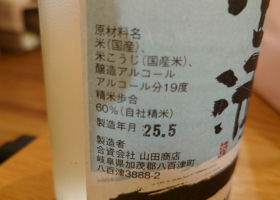 原材料名
米(国産)、
米こうじ(国産米)、
醸造アルコール
アルコール分19度
精米歩合
60%(自社精米)
製造年月 25.5
製造者
合資会社 山田商店
岐阜県加茂郡八百津町
八百津3888-2
酒